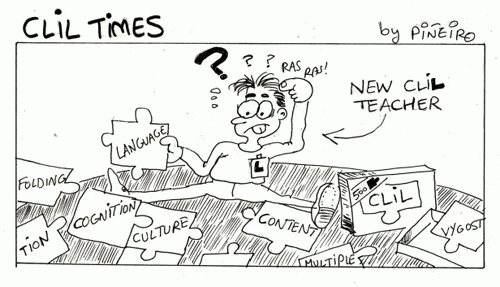 CLIL TIMES
by PIÑEIRO
? ? ?
RAS
RAS!
NEW CLIL
TEACHER
LANGUAGE
L
FOLDING
COGNITION
CULTURE
TION
CONTENT
MULTIPLE
500
CLIL
VYGOST